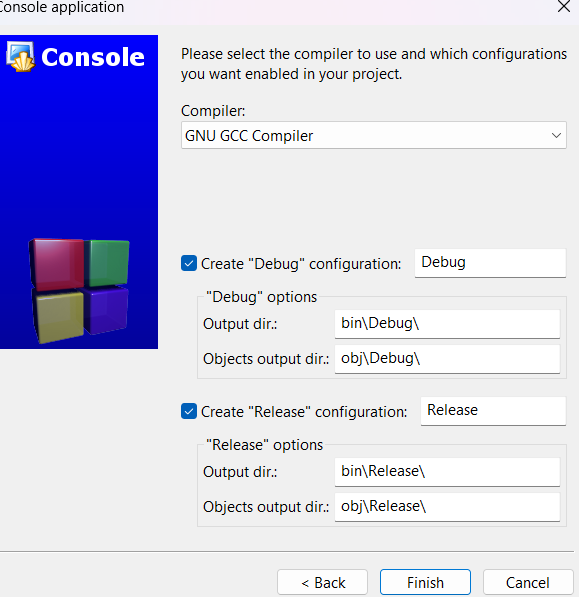 Console application
Console
Please select the compiler to use and which configurations
you want enabled in your project.
Compiler:
GNU GCC Compiler
Create "Debug" configuration: Debug
"Debug" options
Output dir.: bin\Debug\
Objects output dir.: obj\Debug\
Create "Release" configuration: Release
"Release" options
Output dir.: bin\Release\
Objects output dir.: obj\Release\
< Back Finish Cancel